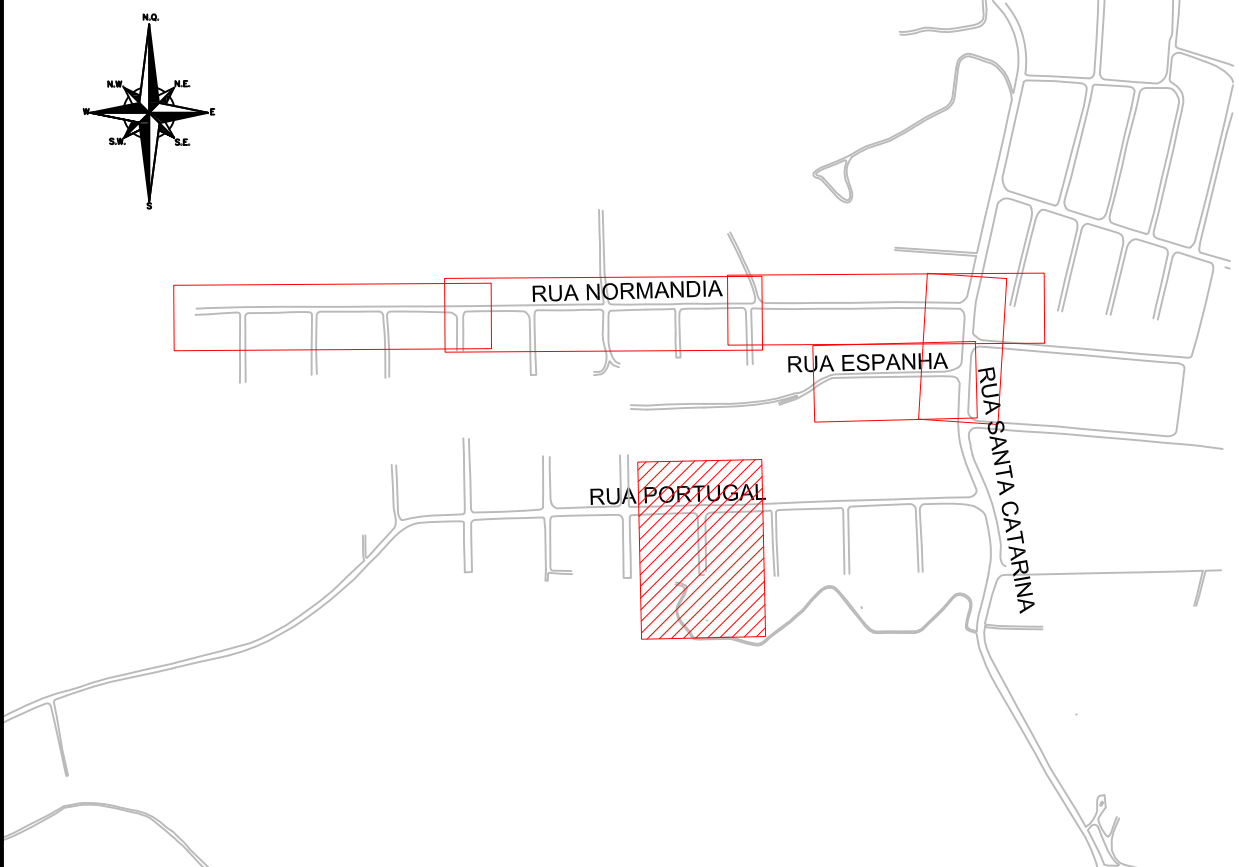 N.Q.
N.W.
N.E.
W
E
S.W.
S.E.
S
RUA NORMANDIA
RUA ESPANHA
RUA SANTA CATARINA
RUA PORTUGAL